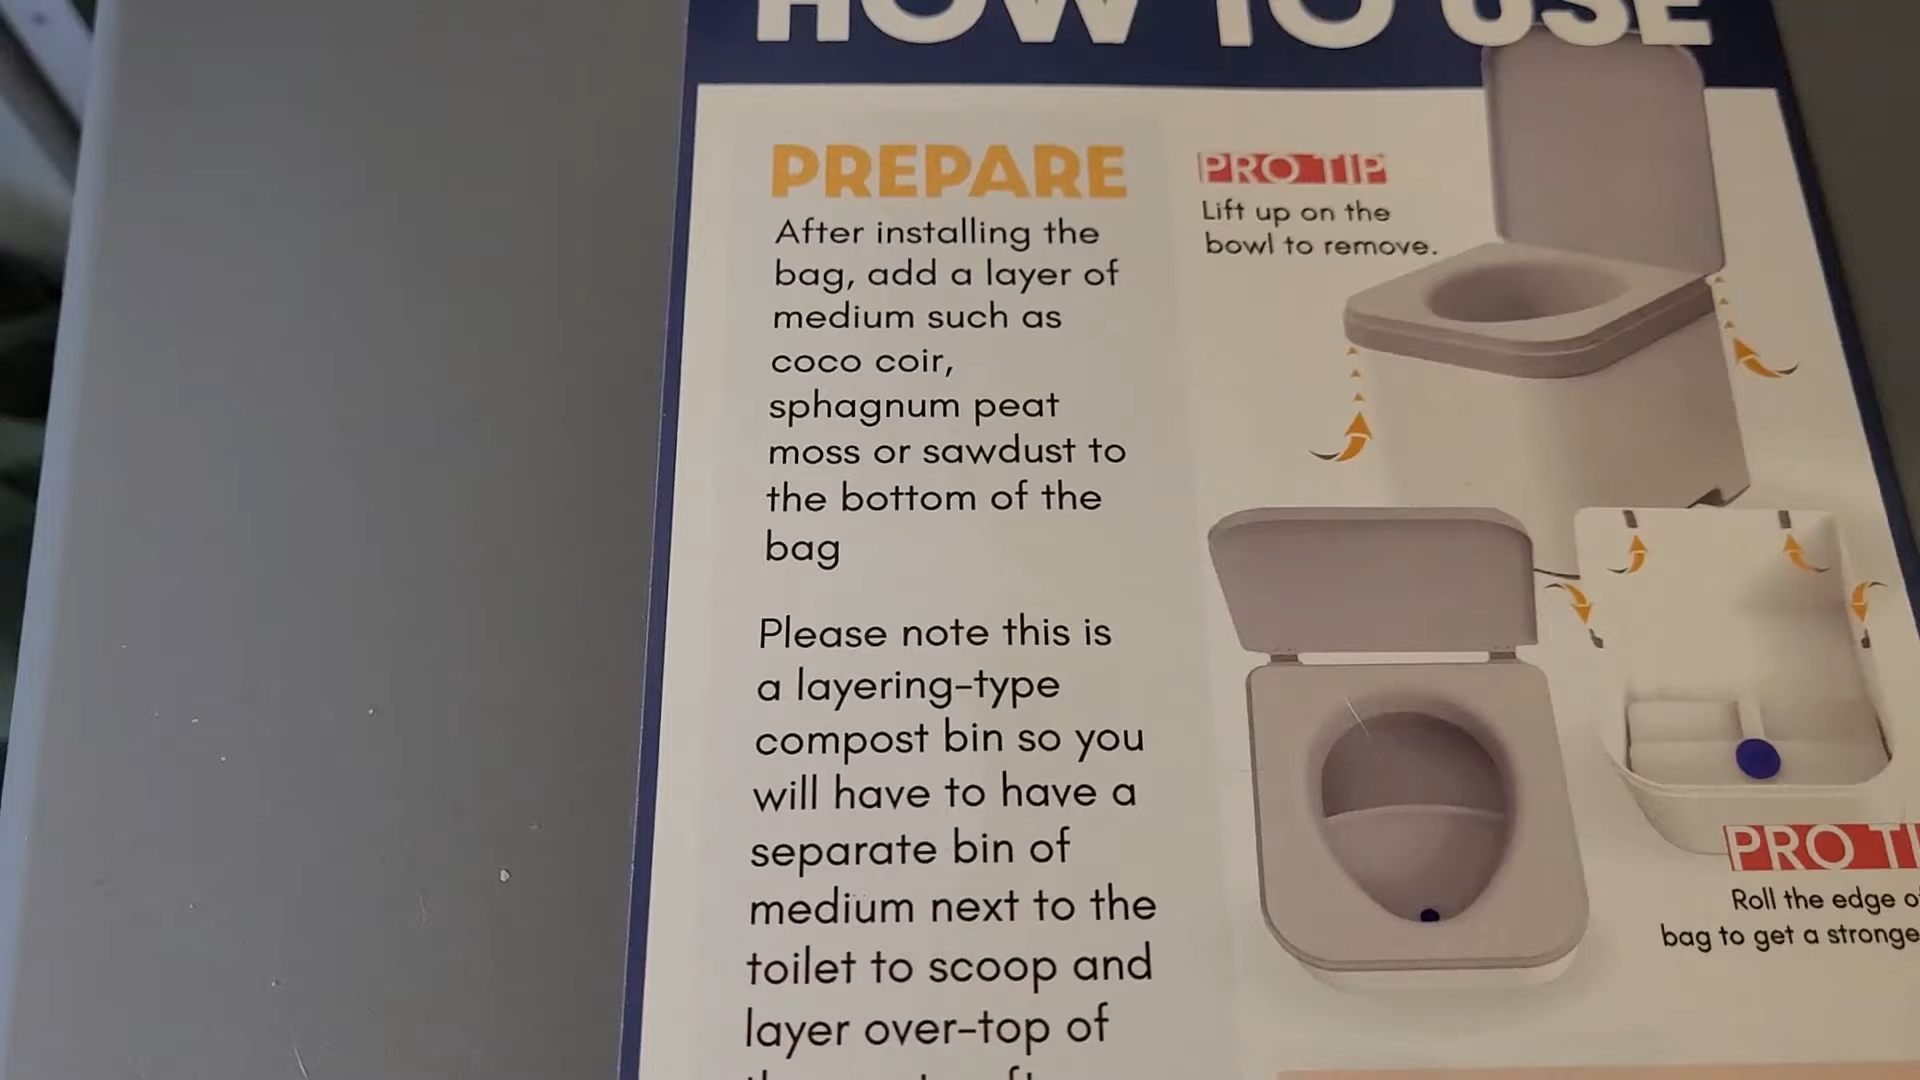 HOW TO USE
PREPARE
After installing the
bag, add a layer of
medium such as
coco coir,
sphagnum peat
moss or sawdust to
the bottom of the
bag
Please note this is
a layering-type
compost bin so you
will have to have a
separate bin of
medium next to the
toilet to scoop and
layer over-top of
PRO TIP
Lift up on the
bowl to remove.
PRO
Roll the edge
bag to get a